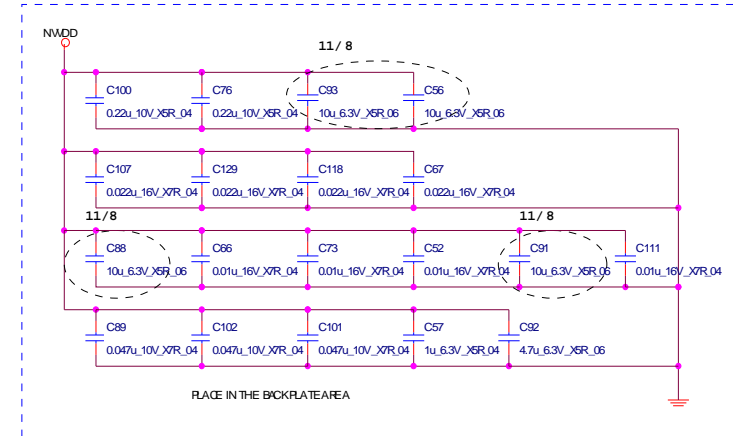 NVVDD
11/8
C100 C76 C93 C56
0.22u_10V_X5R_04 0.22u_10V_X5R_04 10u_6.3V_X5R_06 10u_6.3V_X5R_06
C107 C129 C118 C67
0.022u_16V_X7R_04 0.022u_16V_X7R_04 0.022u_16V_X7R_04 0.022u_16V_X7R_04
11/8 11/8
C88 C66 C73 C52 C91 C111
10u_6.3V_X5R_06 0.01u_16V_X7R_04 0.01u_16V_X7R_04 0.01u_16V_X7R_04 10u_6.3V_X5R_06 0.01u_16V_X7R_04
C89 C102 C101 C57 C92
0.047u_10V_X7R_04 0.047u_10V_X7R_04 0.047u_10V_X7R_04 1u_6.3V_X5R_04 4.7u_6.3V_X5R_06
PLACE IN THE BACKPLATE AREA